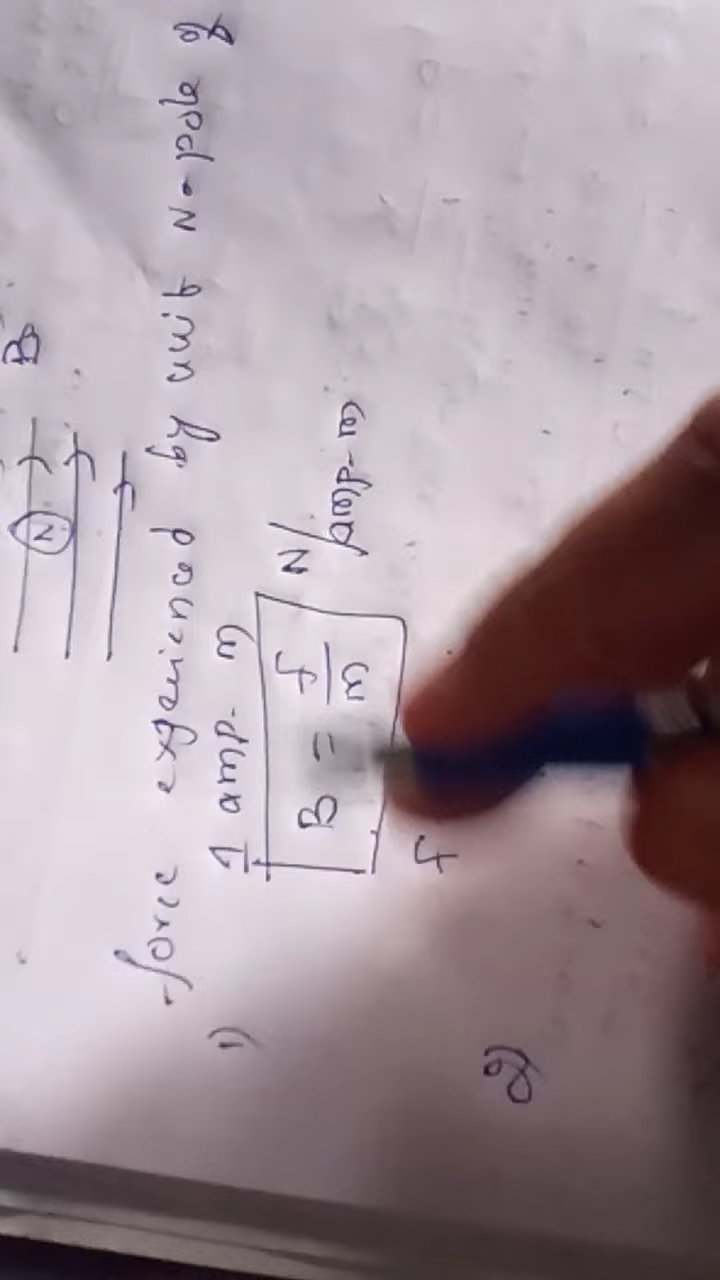 B
N
force experienced by unit N-pole of
1) 1 amp-m
B = f/m N/amp-m
F
2)